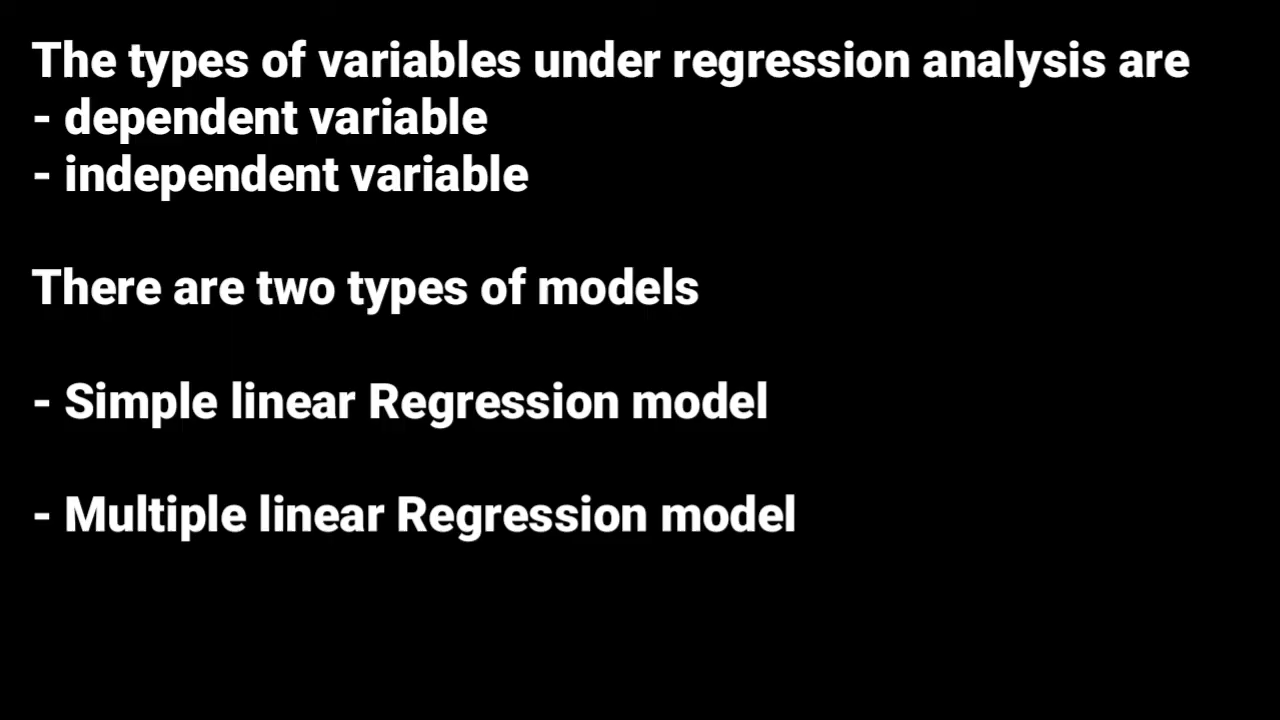 The types of variables under regression analysis are
- dependent variable
- independent variable
There are two types of models
- Simple linear Regression model
- Multiple linear Regression model